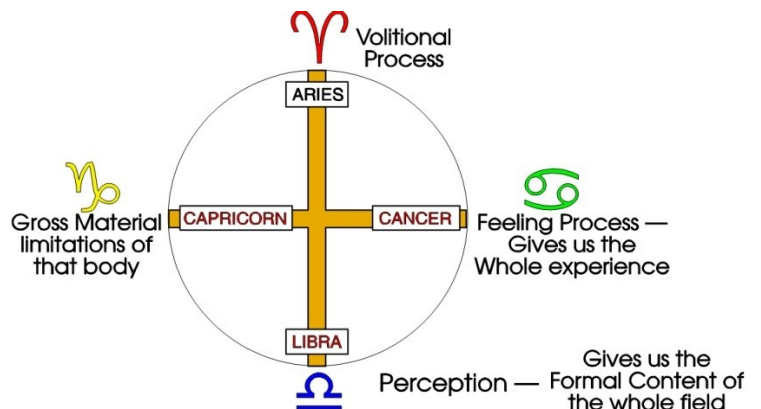 Volitional
Process
ARIES
Gross Material
limitations of
that body
CAPRICORN
CANCER
Feeling Process —
Gives us the
Whole experience
LIBRA
Perception —
Gives us the
Formal Content of
the whole field